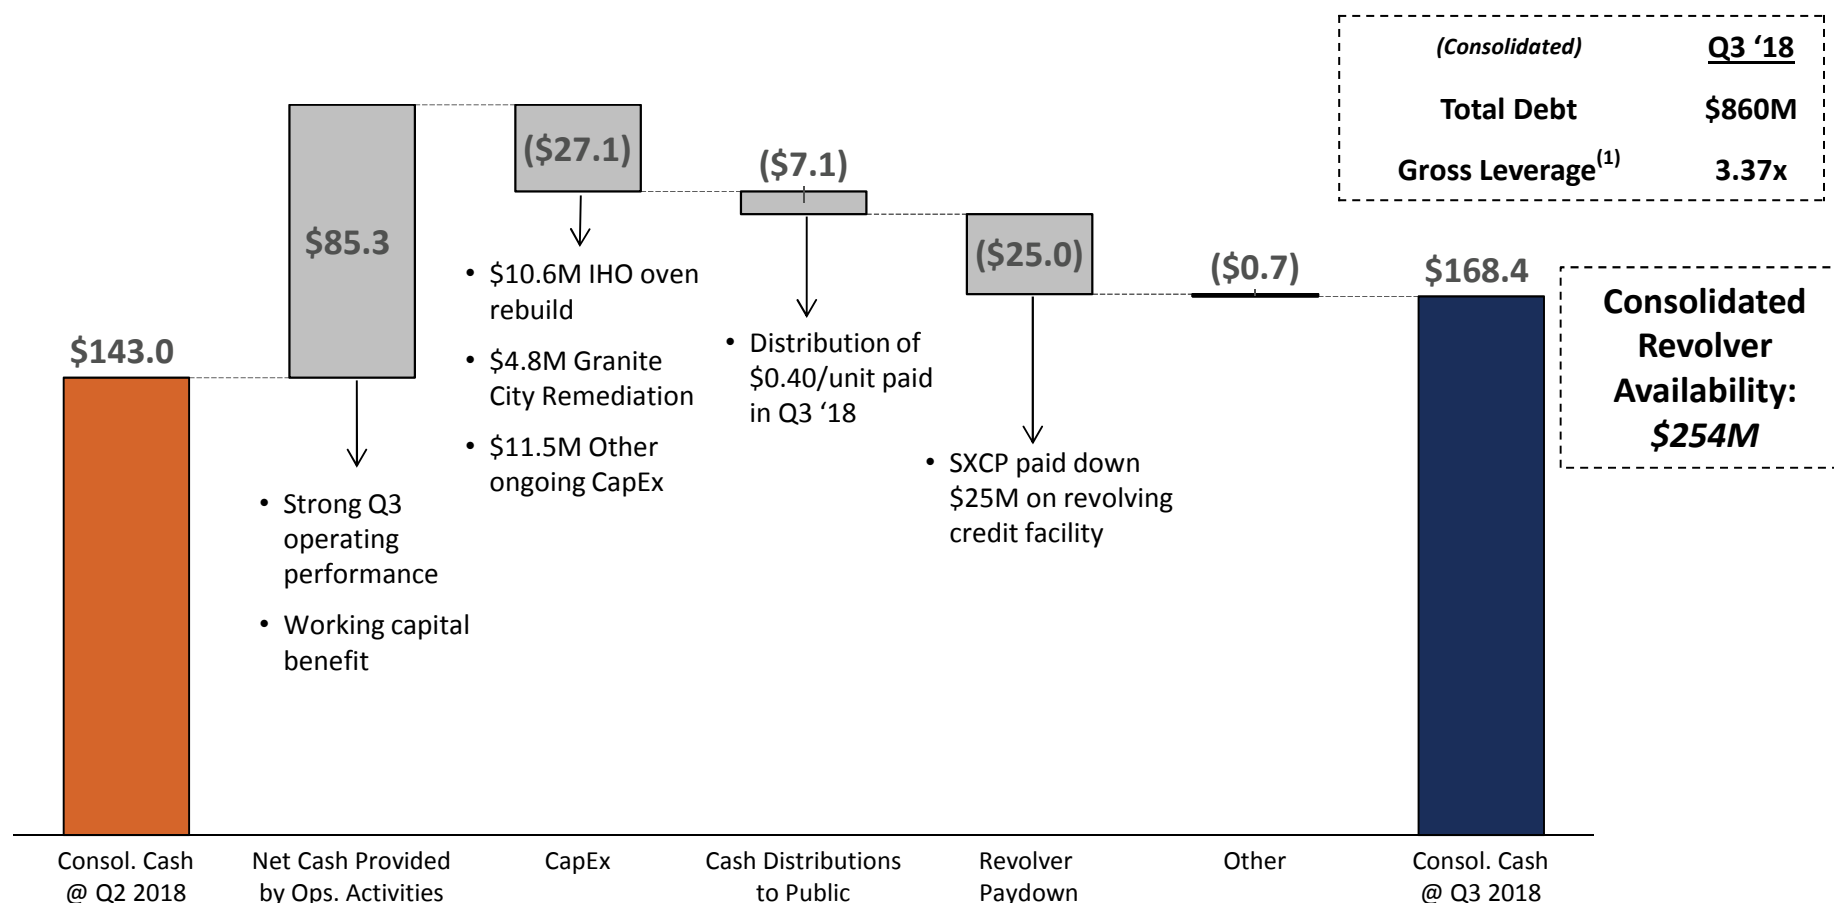 (Consolidated) Q3 ‘18
Total Debt $860M
Gross Leverage(1) 3.37x
Consolidated
Revolver
Availability:
$254M
$143.0
$85.3
($27.1)
($7.1)
($25.0)
($0.7)
$168.4
• Strong Q3
operating
performance
• Working capital
benefit
• $10.6M IHO oven
rebuild
• $4.8M Granite
City Remediation
• $11.5M Other
ongoing CapEx
• Distribution of
$0.40/unit paid
in Q3 ‘18
• SXCP paid down
$25M on revolving
credit facility
Consol. Cash
@ Q2 2018
Net Cash Provided
by Ops. Activities
CapEx
Cash Distributions
to Public
Revolver
Paydown
Other
Consol. Cash
@ Q3 2018